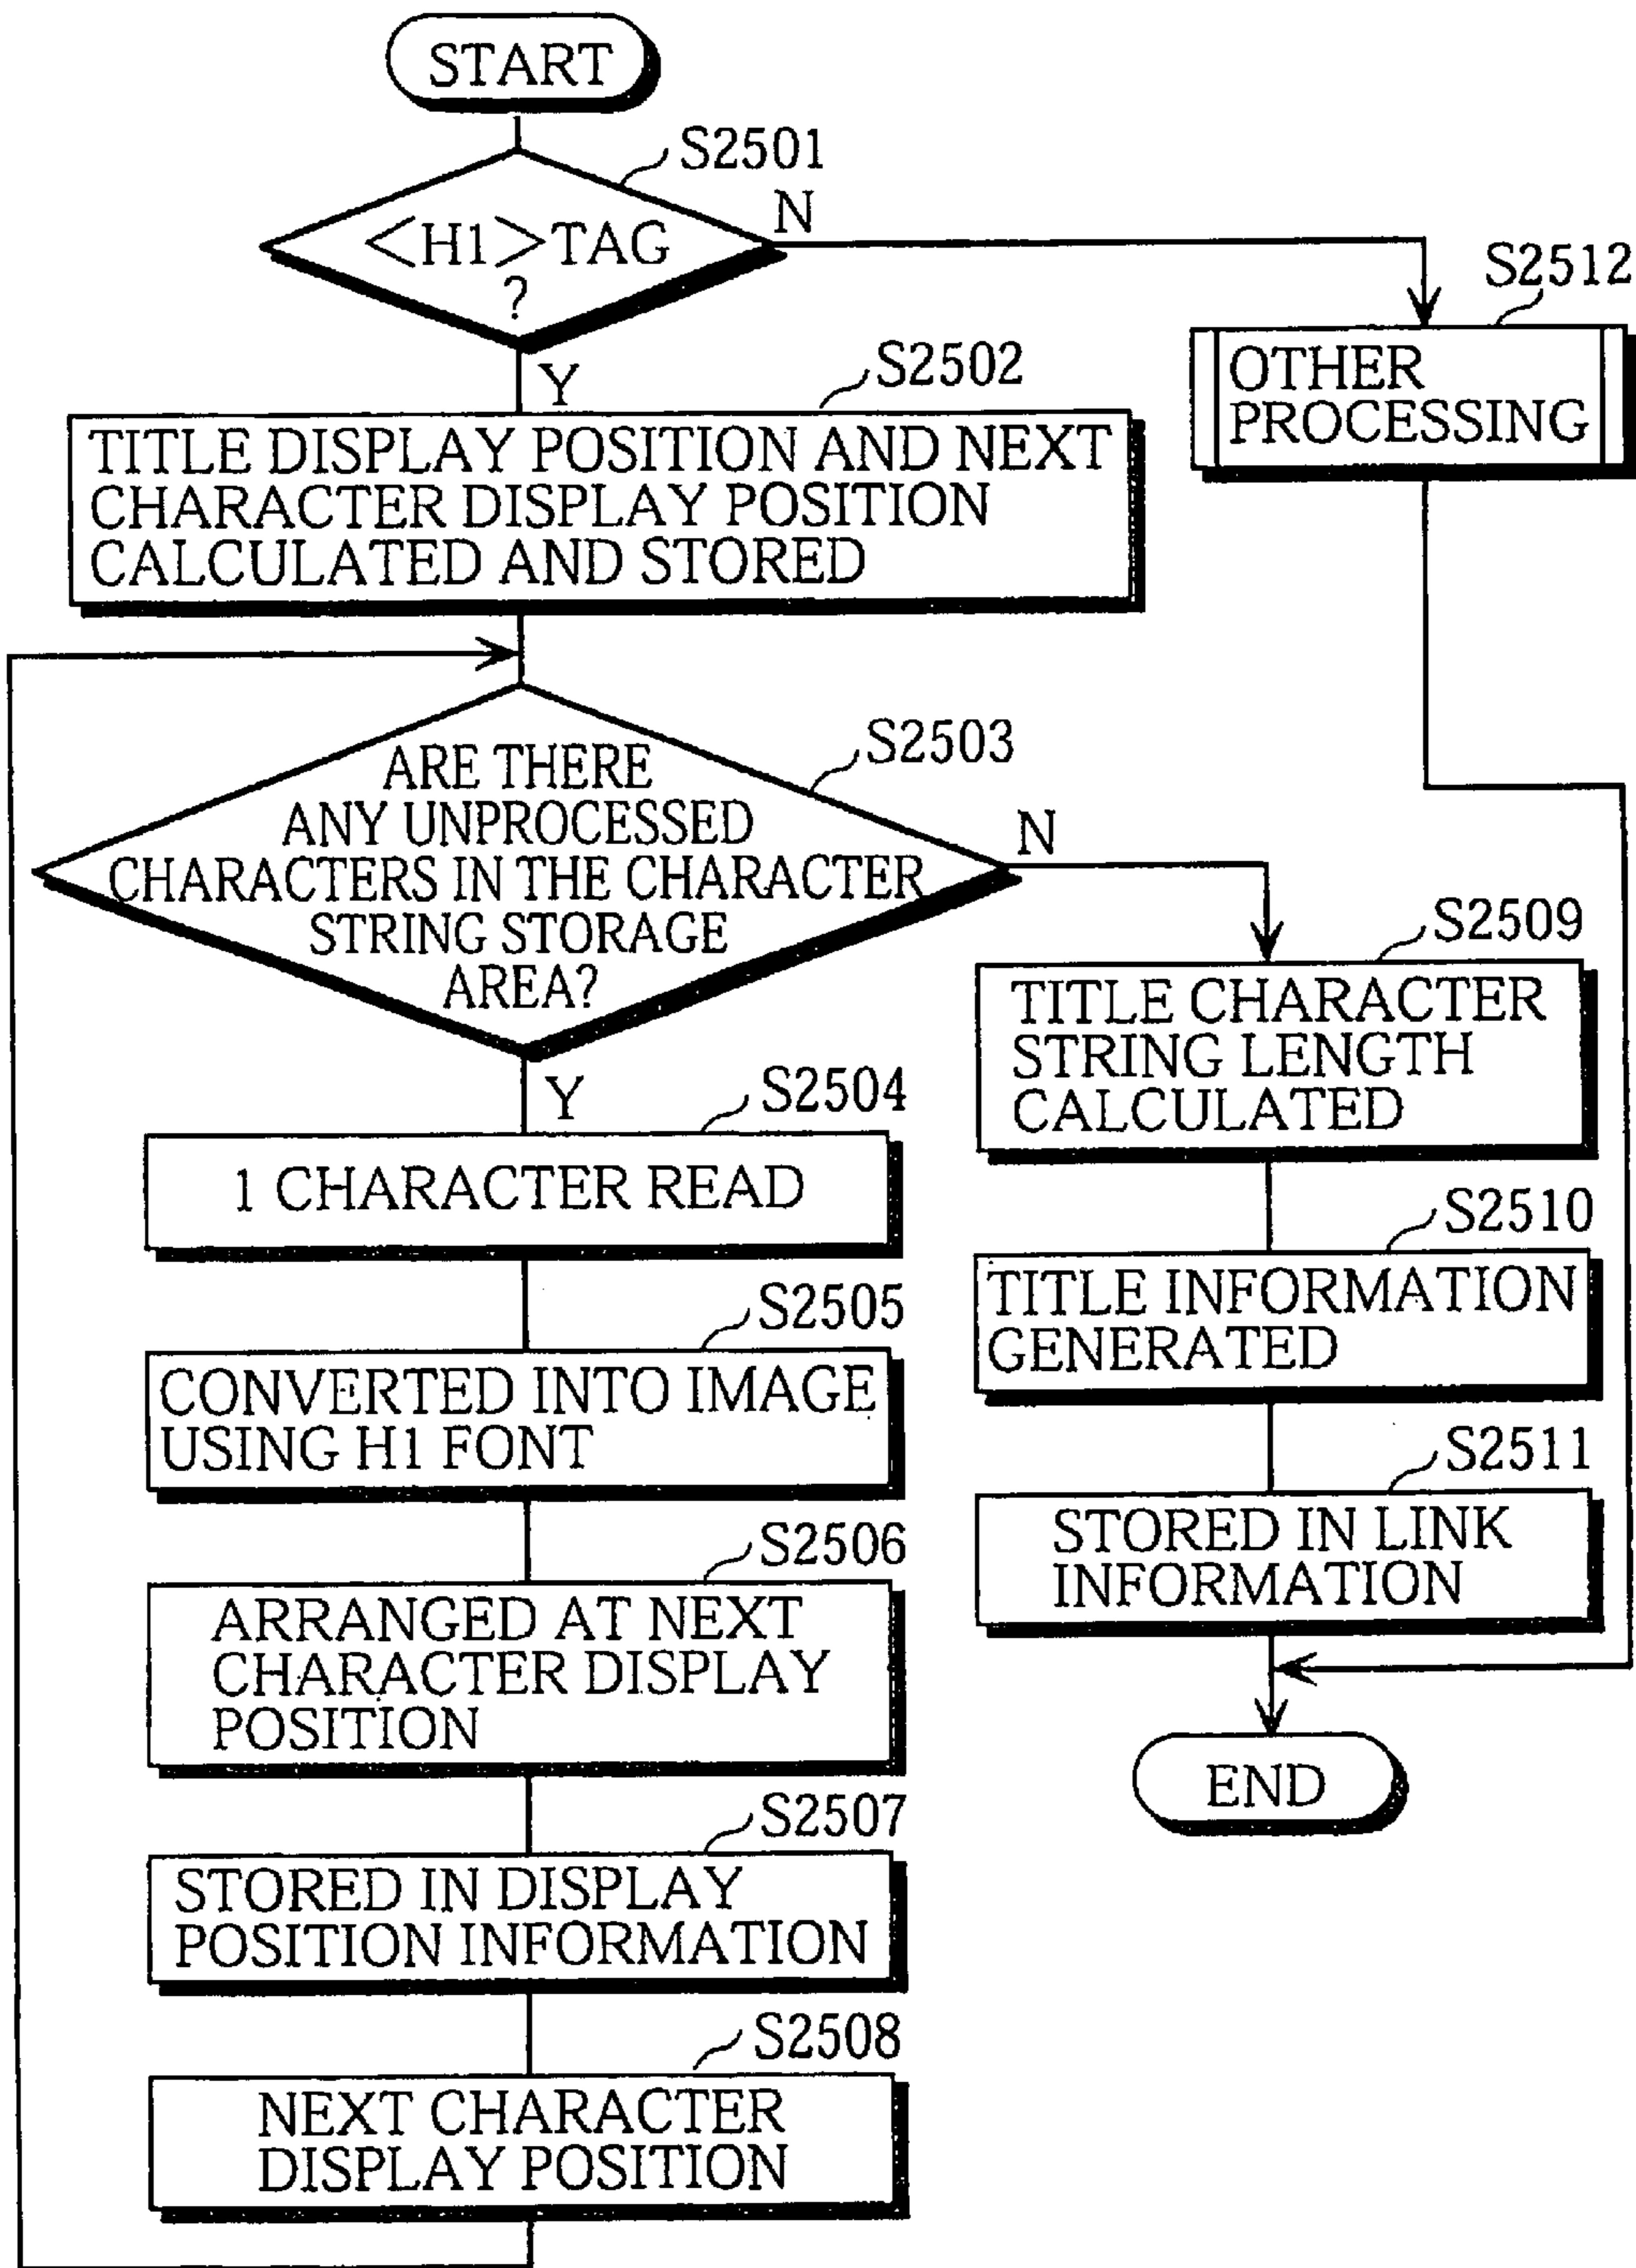 START
S2501
<H1>TAG
?
N
Y
S2512
OTHER
PROCESSING
S2502
TITLE DISPLAY POSITION AND NEXT
CHARACTER DISPLAY POSITION
CALCULATED AND STORED
S2503
ARE THERE
ANY UNPROCESSED
CHARACTERS IN THE CHARACTER
STRING STORAGE
AREA?
N
Y
S2504
1 CHARACTER READ
S2505
CONVERTED INTO IMAGE
USING H1 FONT
S2506
ARRANGED AT NEXT
CHARACTER DISPLAY
POSITION
S2507
STORED IN DISPLAY
POSITION INFORMATION
S2508
NEXT CHARACTER
DISPLAY POSITION
S2509
TITLE CHARACTER
STRING LENGTH
CALCULATED
S2510
TITLE INFORMATION
GENERATED
S2511
STORED IN LINK
INFORMATION
END